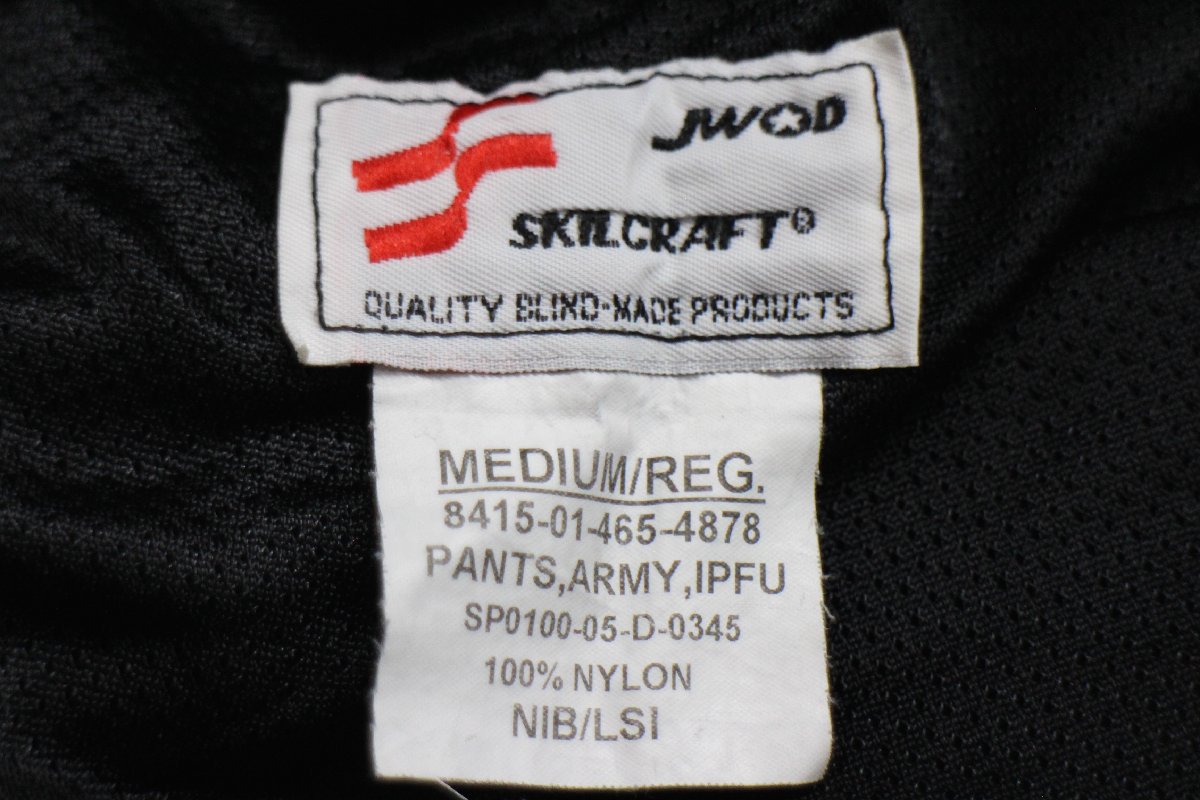 JWOD
SKILCRAFT®
QUALITY BLIND-MADE PRODUCTS
MEDIUM/REG.
8415-01-465-4878
PANTS,ARMY,IPFU
SP0100-05-D-0345
100% NYLON
NIB/LSI